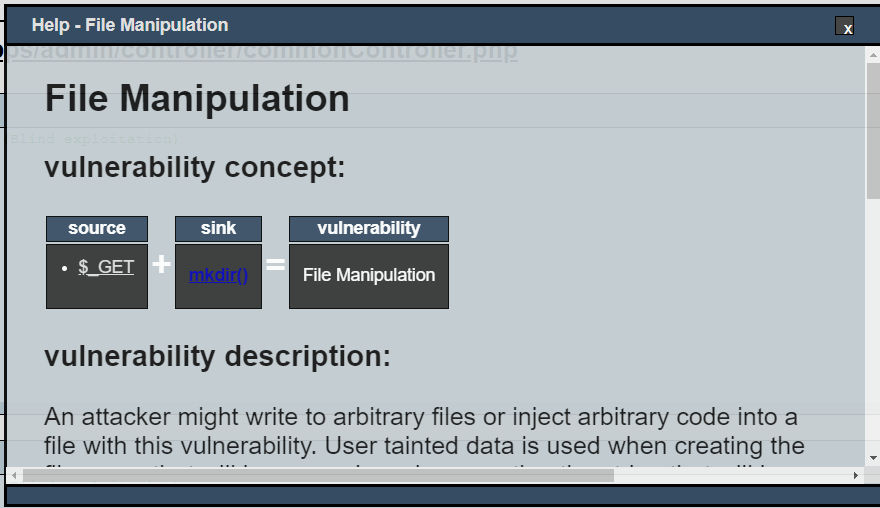 Help - File Manipulation
x
ps/admin/controller/commonController.php
File Manipulation
Blind exploitation)
vulnerability concept:
source
sink
vulnerability
• $_GET
+
mkdir()
=
File Manipulation
vulnerability description:
An attacker might write to arbitrary files or inject arbitrary code into a
file with this vulnerability. User tainted data is used when creating the